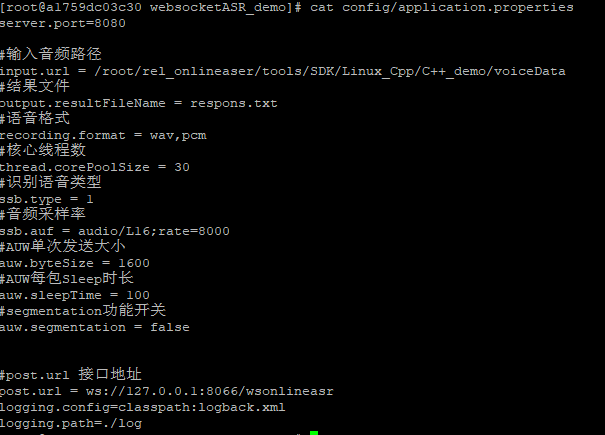 [root@a1759dc03c30 websocketASR_demo]# cat config/application.properties
server.port=8080
#输入音频路径
input.url = /root/rel_onlineaser/tools/SDK/Linux_Cpp/C++_demo/voiceData
#结果文件
output.resultFileName = respons.txt
#语音格式
recording.format = wav,pcm
#核心线程数
thread.corePoolSize = 30
#识别语音类型
ssb.type = 1
#音频采样率
ssb.auf = audio/L16;rate=8000
#AUW单次发送大小
auw.byteSize = 1600
#AUW每包Sleep时长
auw.sleepTime = 100
#segmentation功能开关
auw.segmentation = false
#post.url 接口地址
post.url = ws://127.0.0.1:8066/wsonlineasr
logging.config=classpath:logback.xml
logging.path=./log